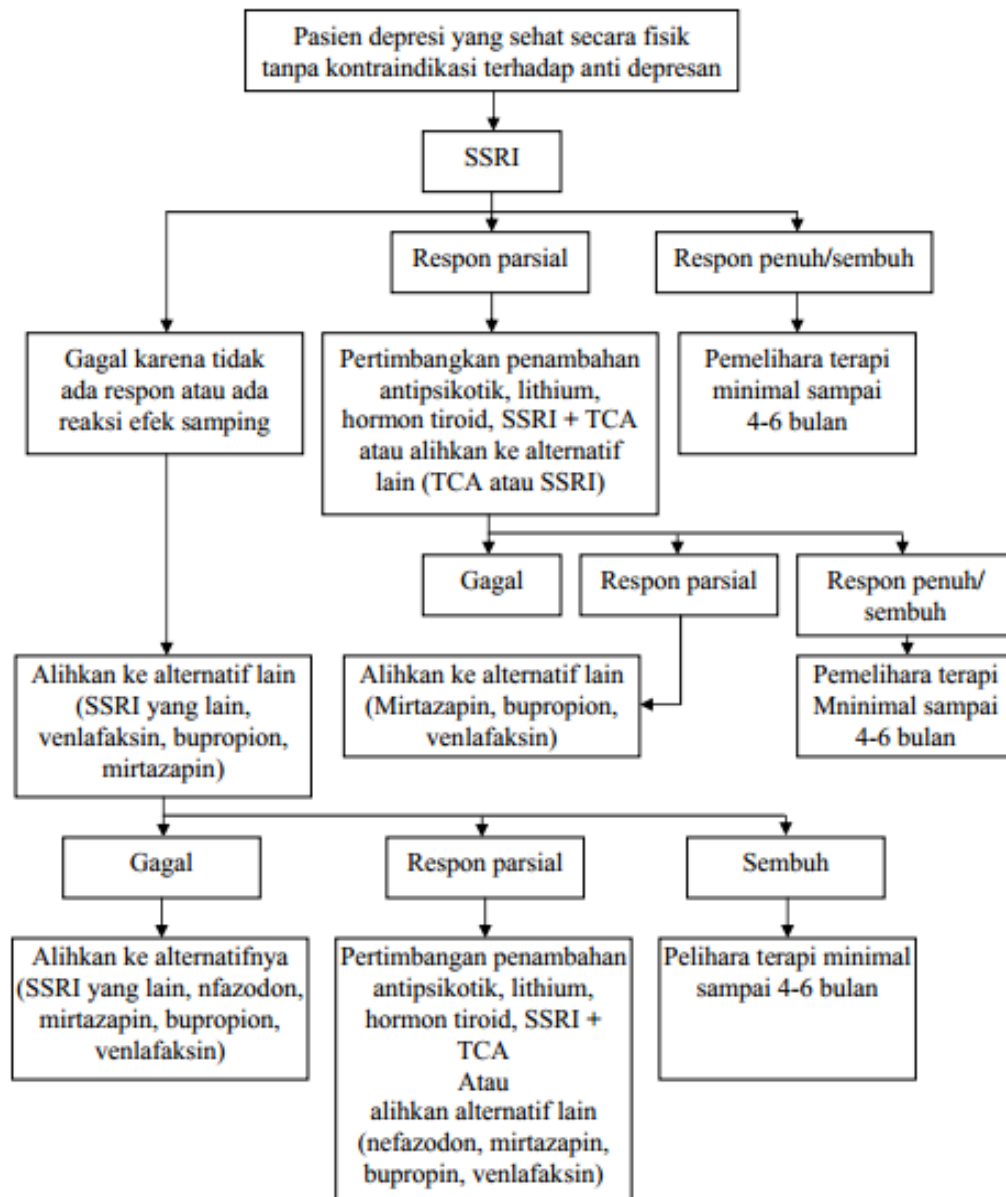 Pasien depresi yang sehat secara fisik
tanpa kontraindikasi terhadap anti depresan
SSRI
Respon parsial
Respon penuh/sembuh
Gagal karena tidak
ada respon atau ada
reaksi efek samping
Pertimbangkan penambahan
antipsikotik, lithium,
hormon tiroid, SSRI + TCA
atau alihkan ke alternatif
lain (TCA atau SSRI)
Pemelihara terapi
minimal sampai
4-6 bulan
Gagal
Respon parsial
Respon penuh/
sembuh
Alihkan ke alternatif lain
(SSRI yang lain,
venlafaksin, bupropion,
mirtazapin)
Alihkan ke alternatif lain
(Mirtazapin, bupropion,
venlafaksin)
Pemelihara terapi
Mninimal sampai
4-6 bulan
Gagal
Respon parsial
Sembuh
Alihkan ke alternatifnya
(SSRI yang lain, nfazodon,
mirtazapin, bupropion,
venlafaksin)
Pertimbangan penambahan
antipsikotik, lithium,
hormon tiroid, SSRI +
TCA
Atau
alihkan alternatif lain
(nefazodon, mirtazapin,
bupropin, venlafaksin)
Pelihara terapi minimal
sampai 4-6 bulan